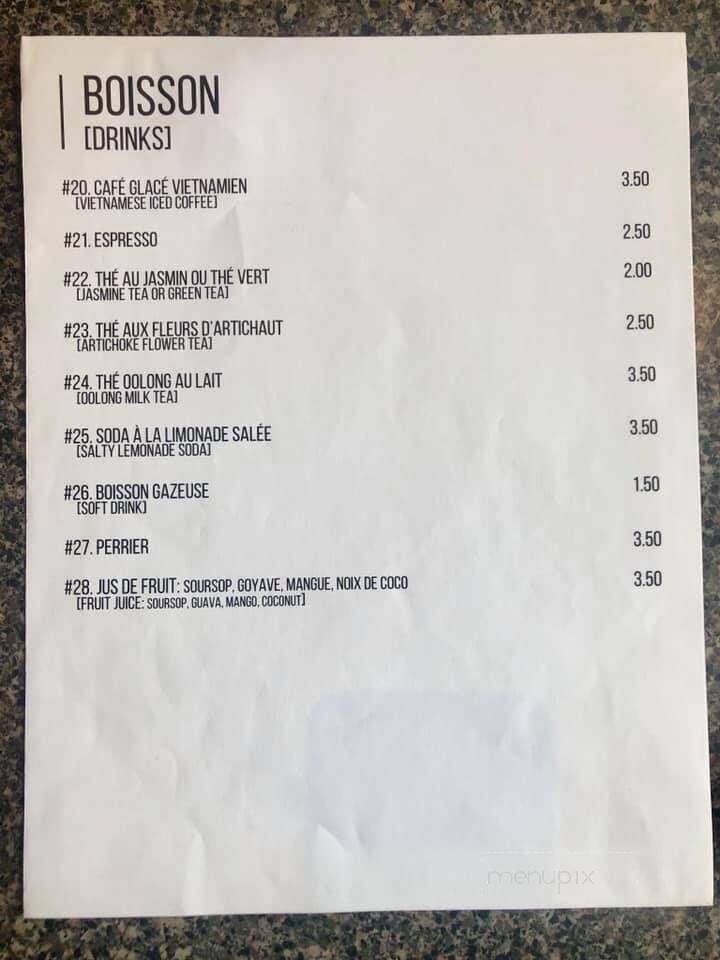 BOISSON
[DRINKS]
#20. CAFÉ GLACÉ VIETNAMIEN 3.50
[VIETNAMESE ICED COFFEE]
#21. ESPRESSO 2.50
#22. THÉ AU JASMIN OU THÉ VERT 2.00
[JASMINE TEA OR GREEN TEA]
#23. THÉ AUX FLEURS D'ARTICHAUT 2.50
[ARTICHOKE FLOWER TEA]
#24. THÉ OOLONG AU LAIT 3.50
[OOLONG MILK TEA]
#25. SODA À LA LIMONADE SALÉE 3.50
[SALTY LEMONADE SODA]
#26. BOISSON GAZEUSE 1.50
[SOFT DRINK]
#27. PERRIER 3.50
#28. JUS DE FRUIT: SOURSOP, GOYAVE, MANGUE, NOIX DE COCO 3.50
[FRUIT JUICE: SOURSOP, GUAVA, MANGO, COCONUT]
menupix